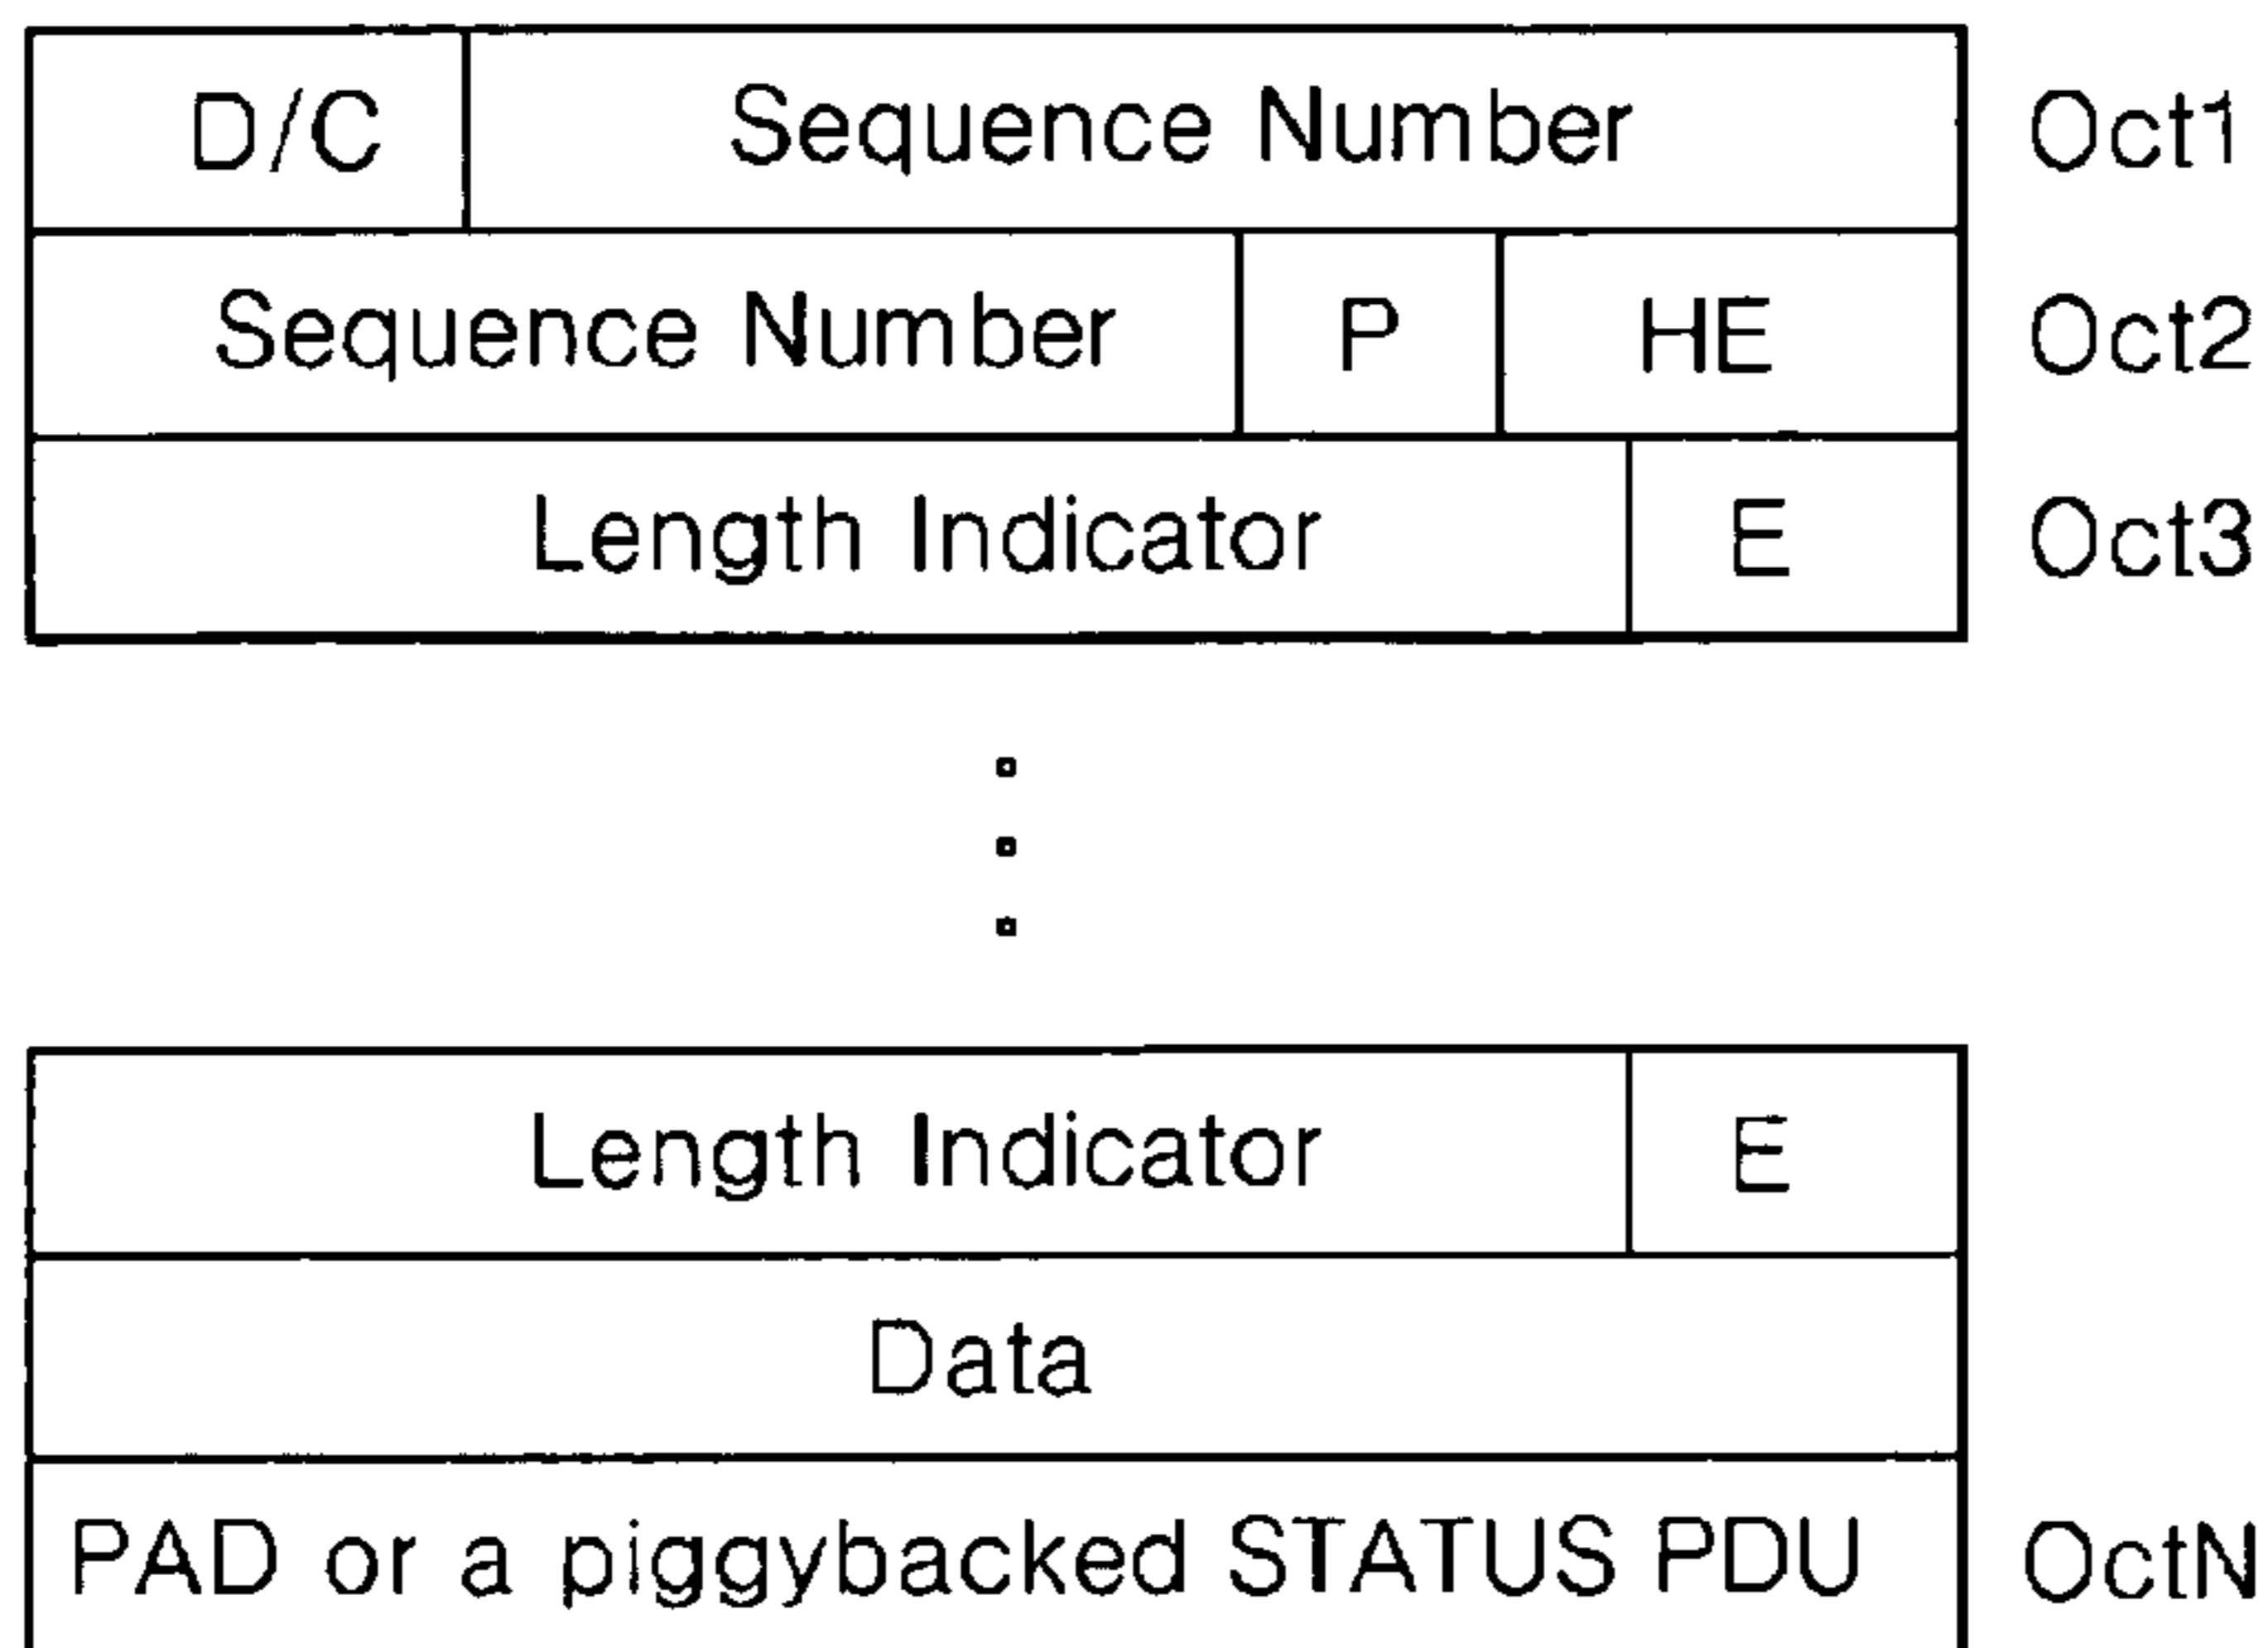 D/C Sequence Number Oct1
Sequence Number P HE Oct2
Length Indicator E Oct3
Length Indicator E
Data
PAD or a piggybacked STATUS PDU OctN